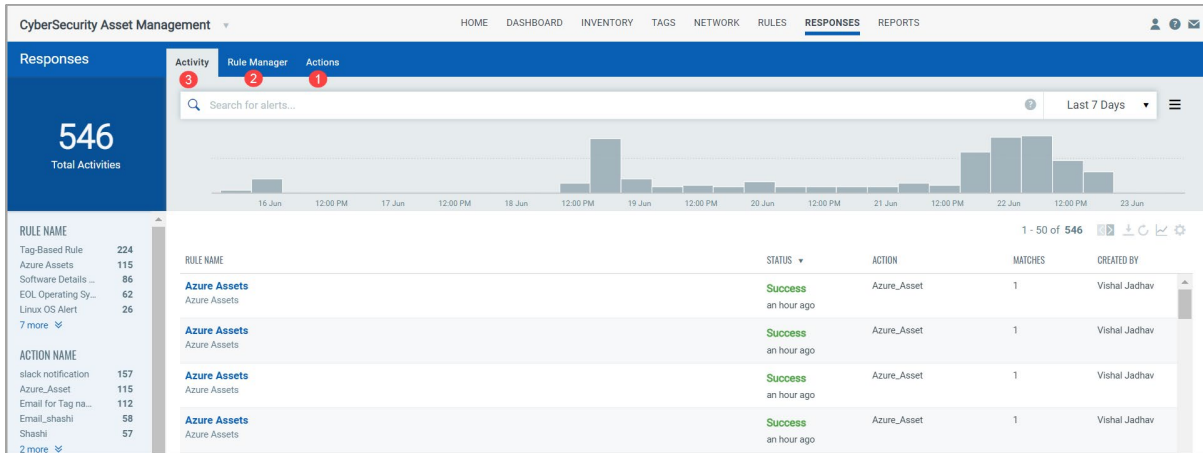 CyberSecurity Asset Management
HOME DASHBOARD INVENTORY TAGS NETWORK RULES RESPONSES REPORTS
Responses
Activity Rule Manager Actions
3 2 1
Search for alerts...
Last 7 Days
546
Total Activities
16 Jun 12:00 PM 17 Jun 12:00 PM 18 Jun 12:00 PM 19 Jun 12:00 PM 20 Jun 12:00 PM 21 Jun 12:00 PM 22 Jun 12:00 PM 23 Jun
1 - 50 of 546
RULE NAME
Tag-Based Rule 224
Azure Assets 115
Software Details ... 86
EOL Operating Sy... 62
Linux OS Alert 26
7 more
ACTION NAME
slack notification 157
Azure_Asset 115
Email for Tag na... 112
Email_shashi 58
Shashi 57
2 more
RULE NAME STATUS ACTION MATCHES CREATED BY
Azure Assets Success Azure_Asset 1 Vishal Jadhav
Azure Assets an hour ago
Azure Assets Success Azure_Asset 1 Vishal Jadhav
Azure Assets an hour ago
Azure Assets Success Azure_Asset 1 Vishal Jadhav
Azure Assets an hour ago
Azure Assets Success Azure_Asset 1 Vishal Jadhav
Azure Assets an hour ago